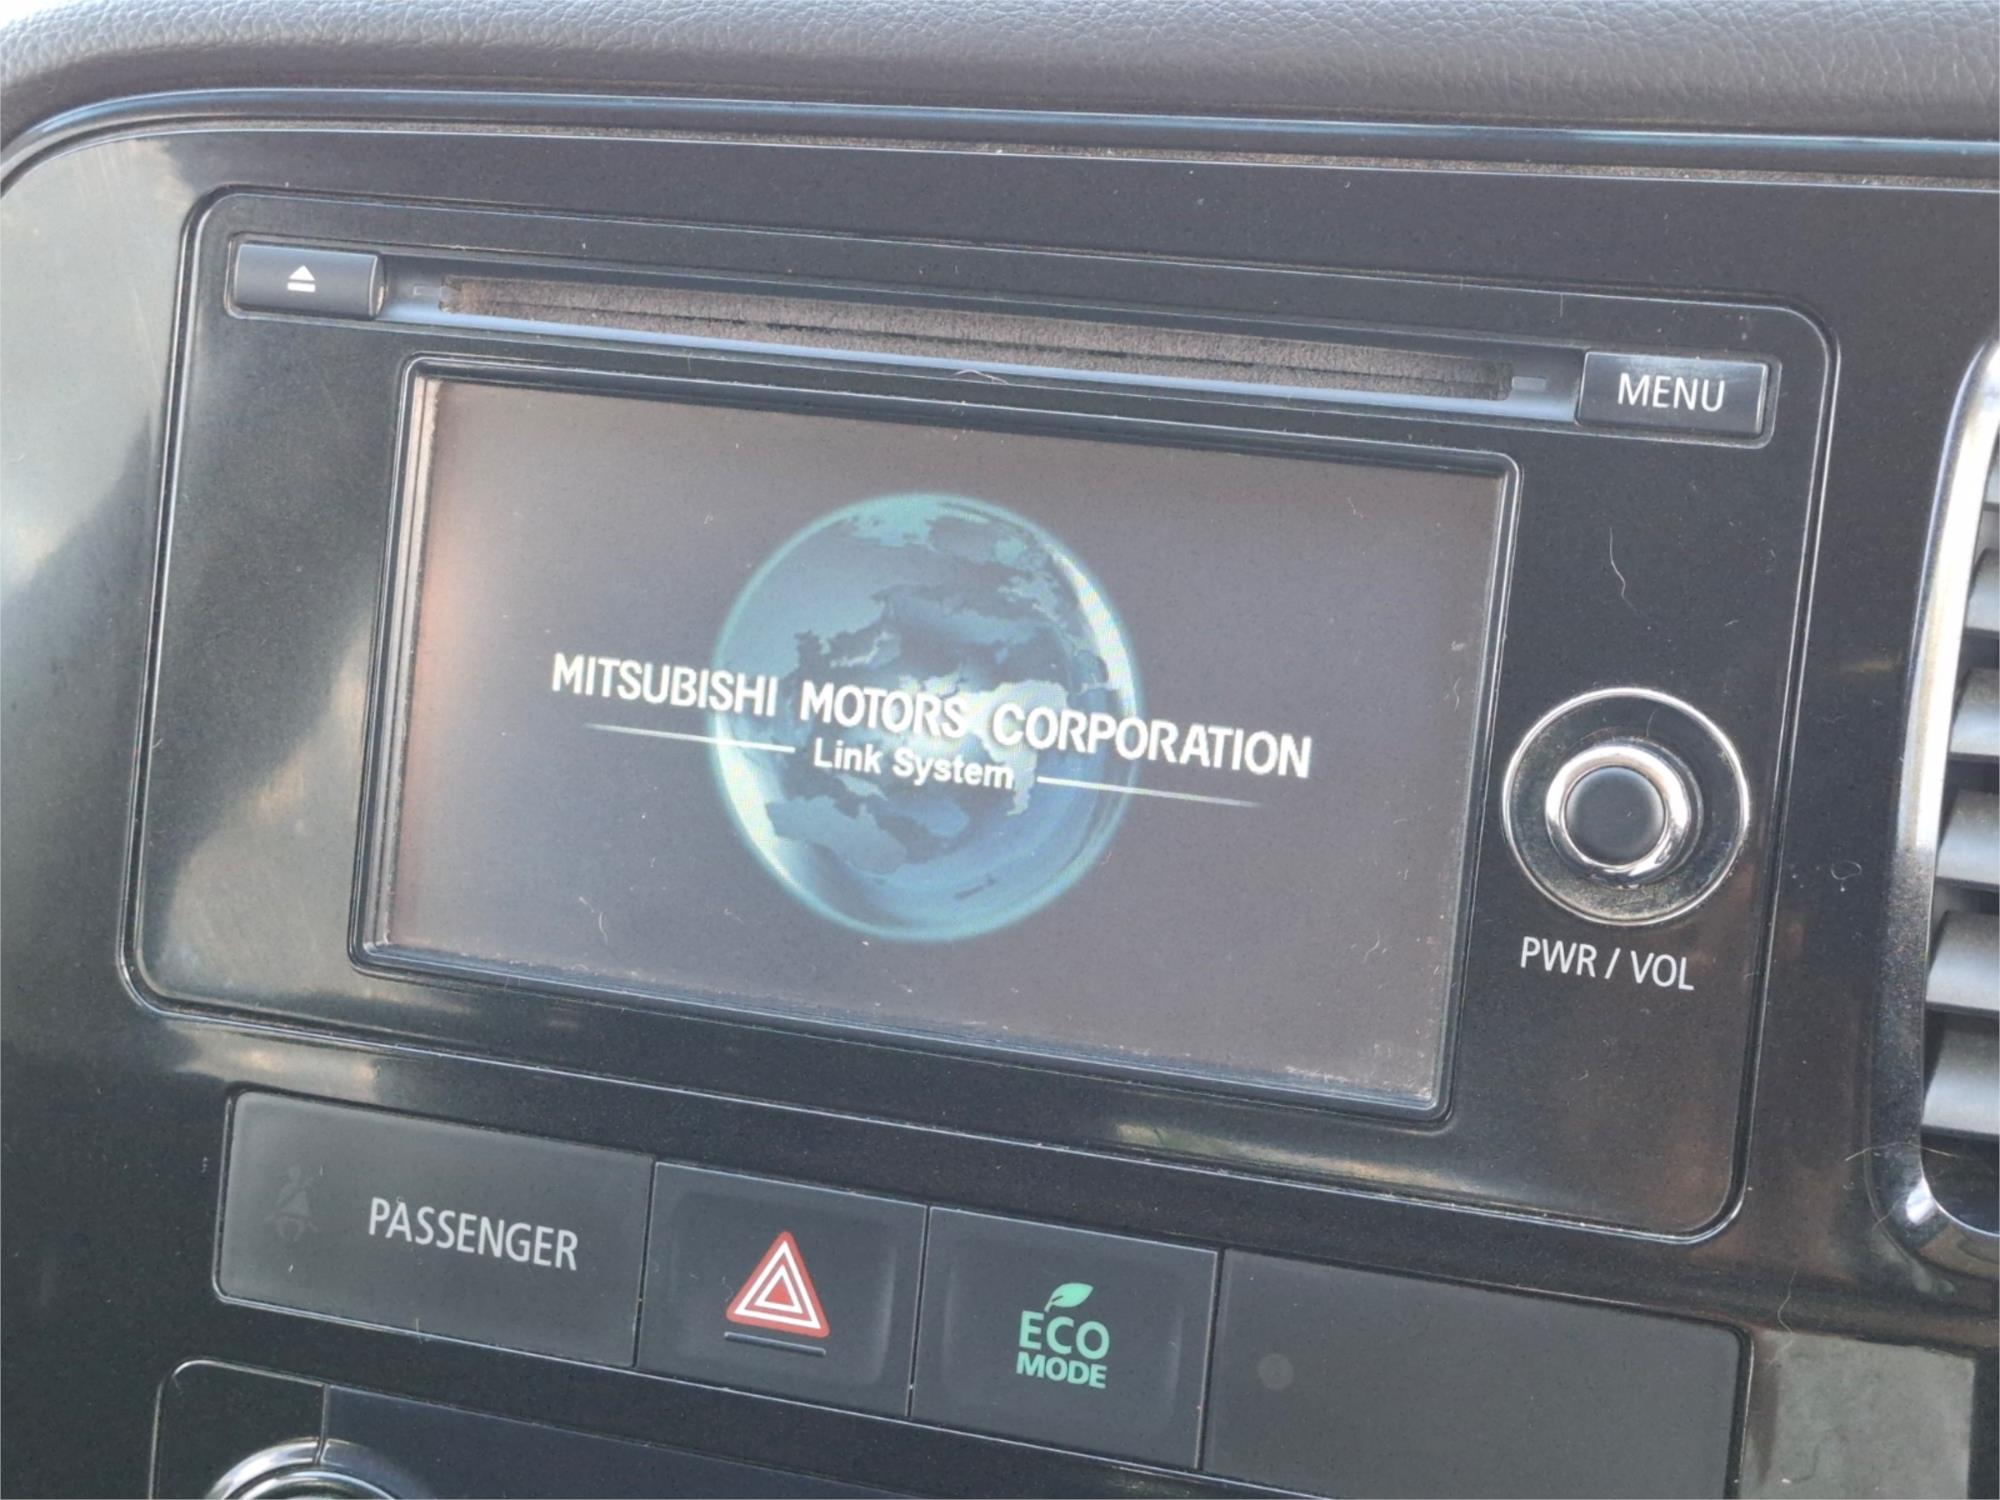 MENU
MITSUBISHI MOTORS CORPORATION
Link System
PWR / VOL
PASSENGER
ECO
MODE